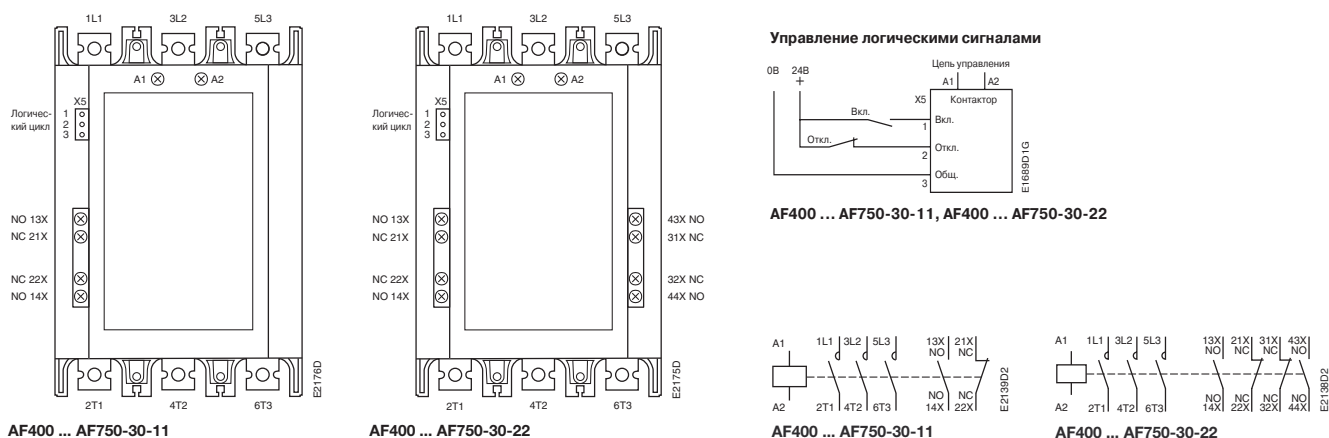 1L1 3L2 5L3
A1 A2
Логичес-
кий цикл
X5
1
2
3
NO 13X
NC 21X
NC 22X
NO 14X
2T1 4T2 6T3
E2176D
AF400 ... AF750-30-11
1L1 3L2 5L3
A1 A2
Логичес-
кий цикл
X5
1
2
3
NO 13X
NC 21X
NC 22X
NO 14X
43X NO
31X NC
32X NC
44X NO
2T1 4T2 6T3
E2175D
AF400 ... AF750-30-22
Управление логическими сигналами
0В 24В
+
Цепь управления
A1 A2
X5 Контактор
Вкл. Вкл.
1
Откл. Откл.
2
Общ.
3
E1689D1G
AF400 ... AF750-30-11, AF400 ... AF750-30-22
A1 1L1 3L2 5L3 13X 21X
NO NC
NO NC
A2 2T1 4T2 6T3 14X 22X
E2139D2
AF400 ... AF750-30-11
A1 1L1 3L2 5L3 13X 21X 31X 43X
NO NC NC NO
NO NC NC NO
A2 2T1 4T2 6T3 14X 22X 32X 44X
E2138D2
AF400 ... AF750-30-22